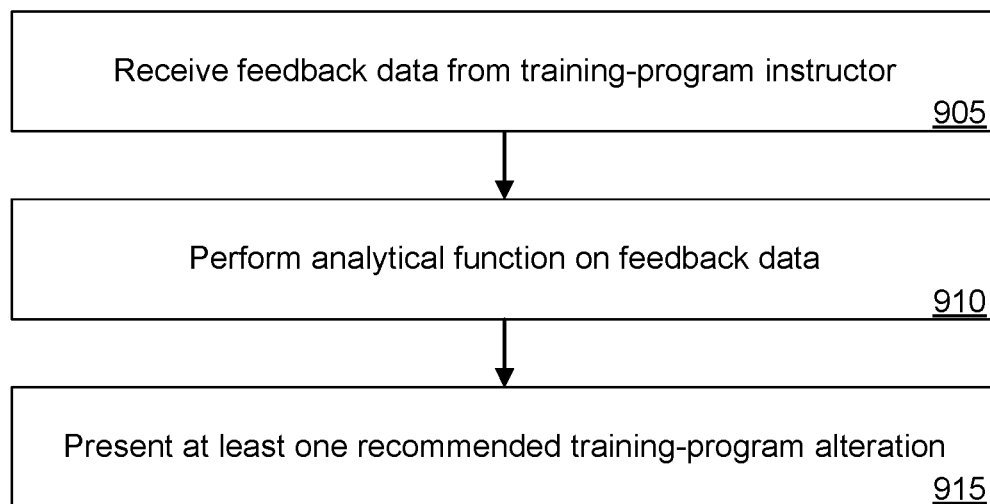 Receive feedback data from training-program instructor
905
Perform analytical function on feedback data
910
Present at least one recommended training-program alteration
915